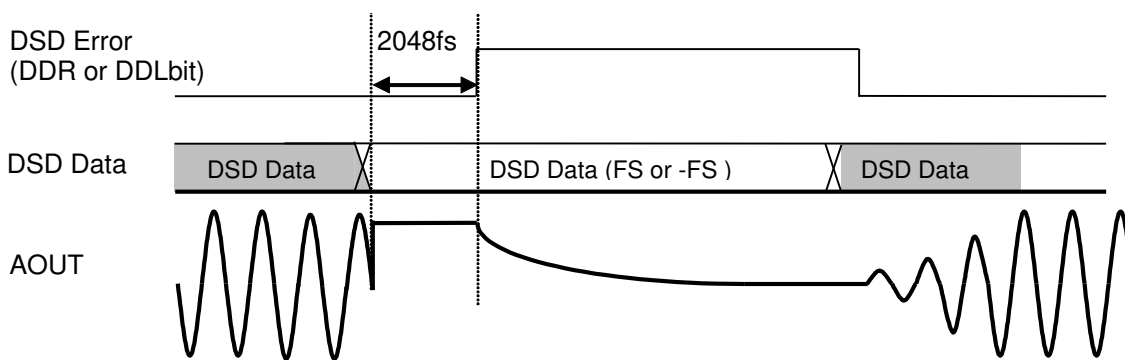 DSD Error
(DDR or DDLbit)
2048fs
DSD Data
DSD Data
DSD Data (FS or -FS )
DSD Data
AOUT